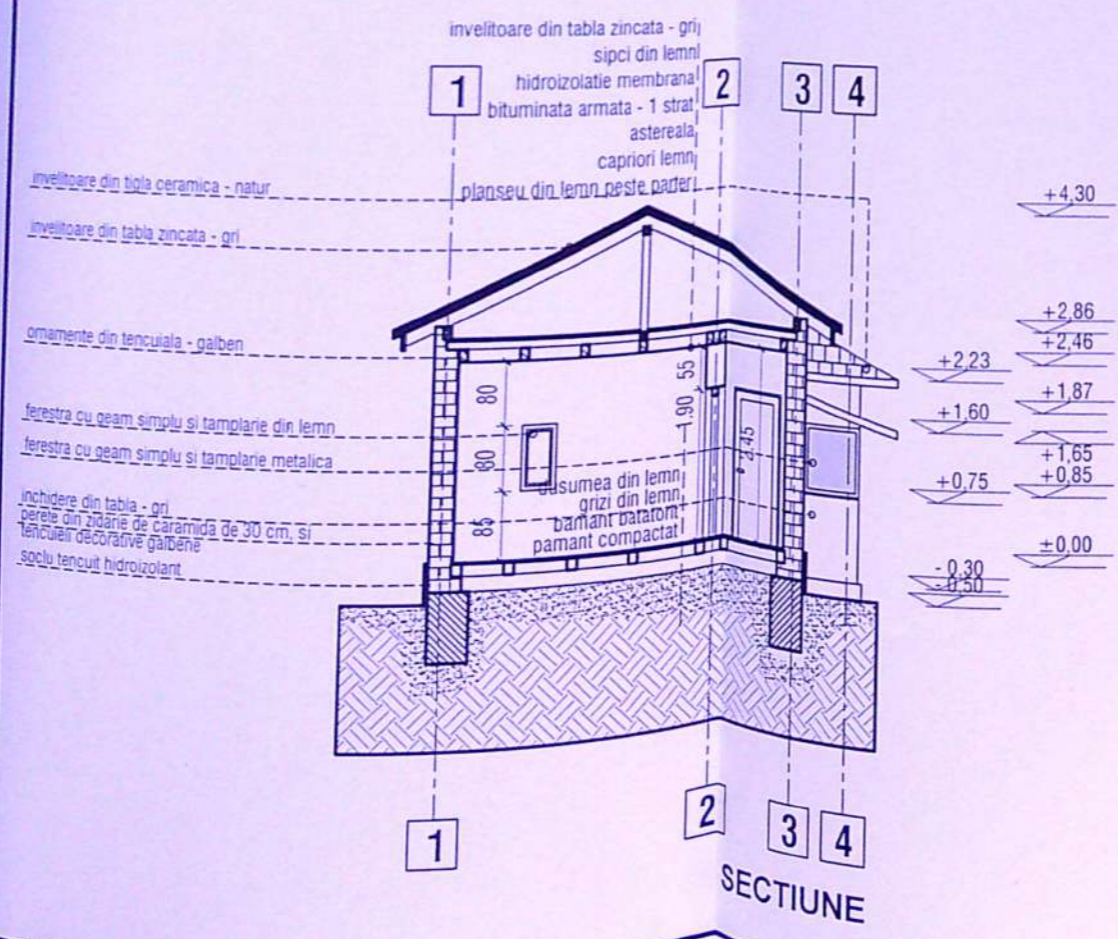 invelitoare din tabla zincata - gri
sipci din lemn
hidroizolatie membrana
bituminata armata - 1 strat
astereala
capriori lemn
planseu din lemn peste parter
1
2
3
4
invelitoare din tigla ceramica - natur
invelitoare din tabla zincata - gri
ornamente din tencuiala - galben
ferestra cu geam simplu si tamplarie din lemn
ferestra cu geam simplu si tamplarie metalica
inchidere din tabla - gri
perete din zidarie de caramida de 30 cm, si
tencuieli decorative galbene
soclu tencuit hidroizolant
80
80
85
55
1.90
dusumea din lemn
grizi din lemn
pamant compactat
+4,30
+2,86
+2,46
+2,23
+1,87
+1,60
+1,65
+0,85
+0,75
±0,00
-0,30
-0,50
1
2
3
4
SECTIUNE